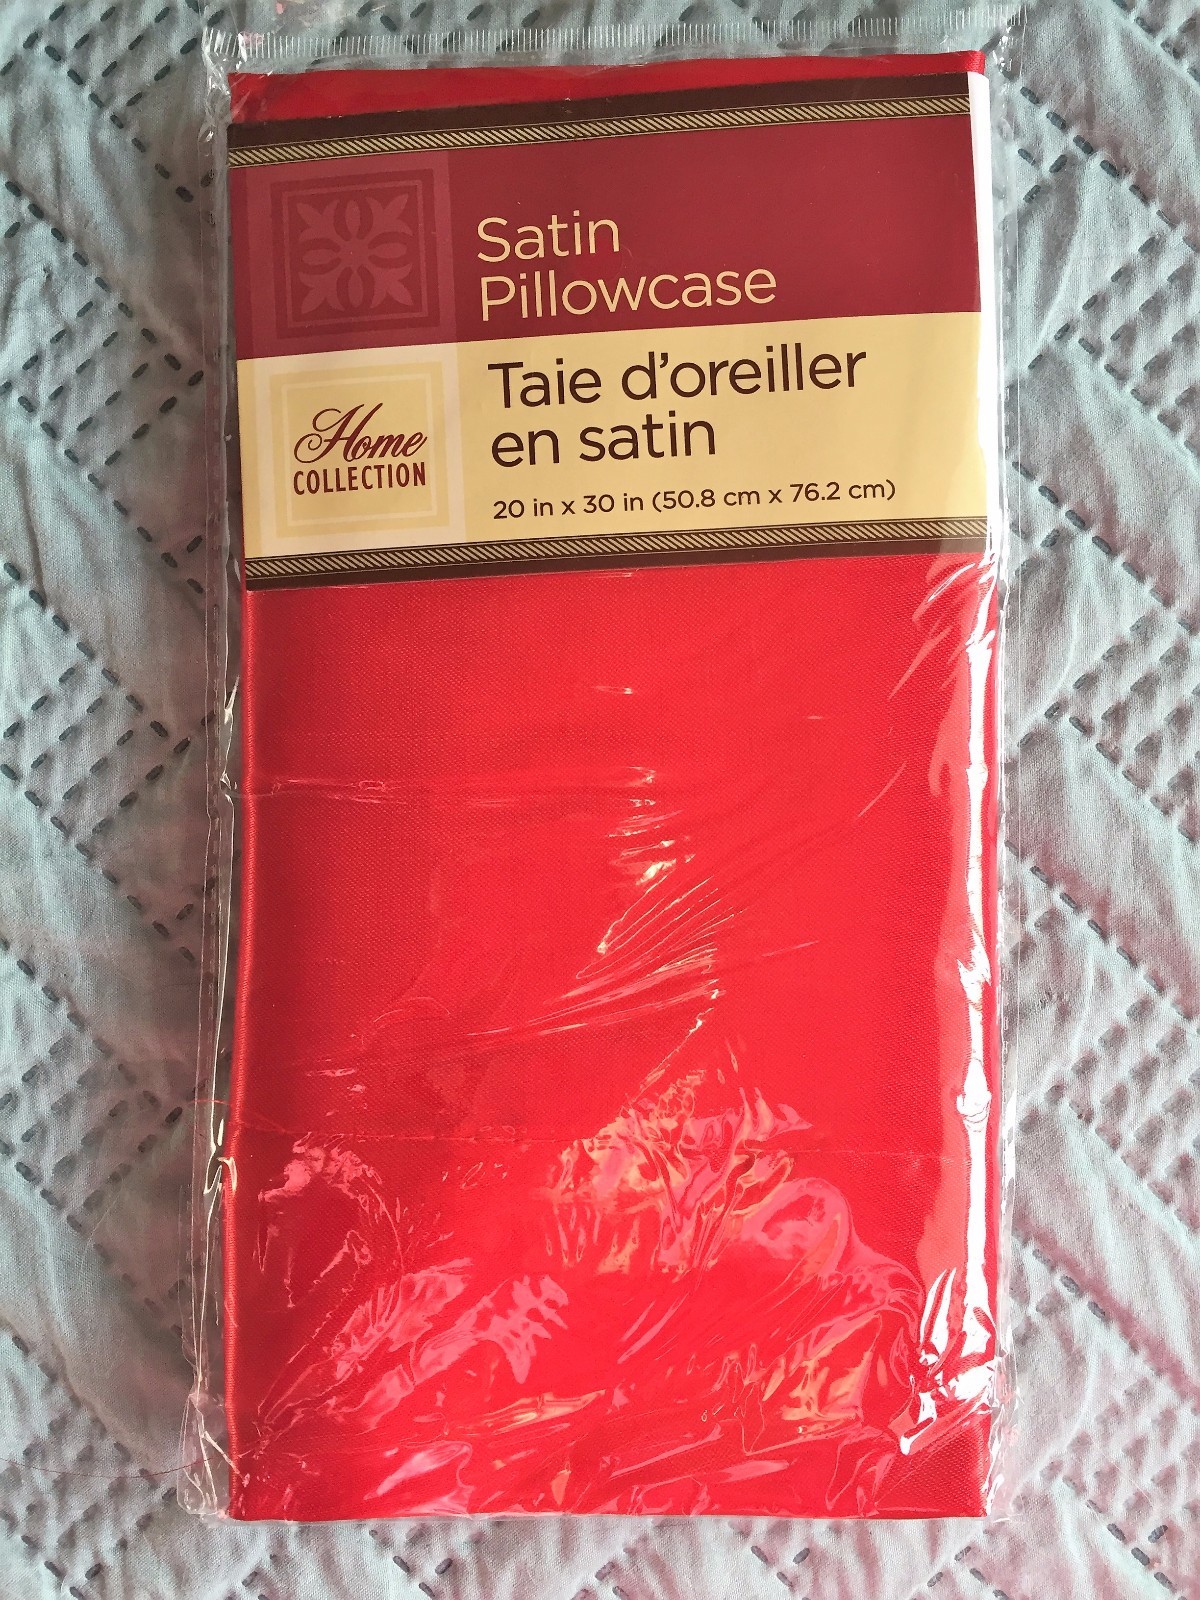 Satin
Pillowcase
Taie d'oreiller
en satin
20 in x 30 in (50.8 cm x 76.2 cm)
Home
COLLECTION